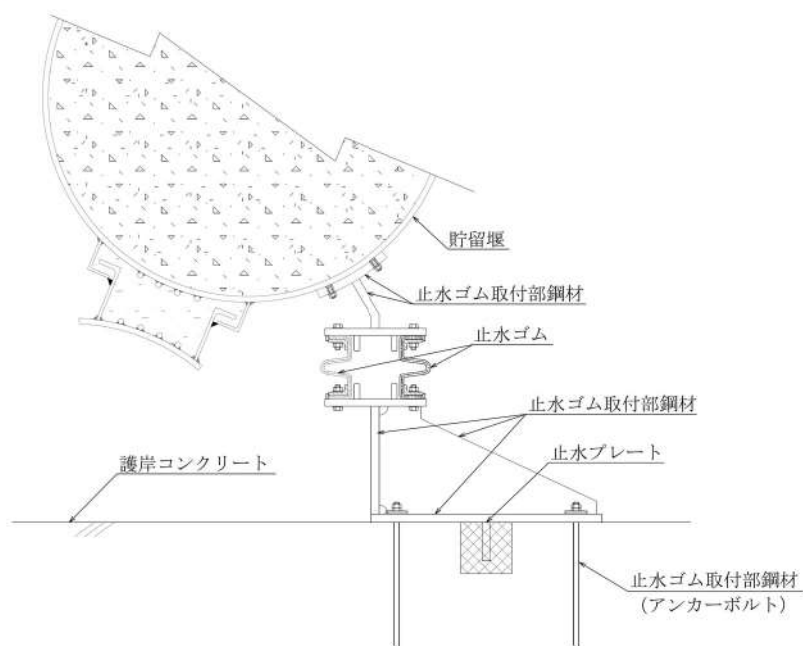 貯留堰
止水ゴム取付部鋼材
止水ゴム
止水ゴム取付部鋼材
止水プレート
護岸コンクリート
止水ゴム取付部鋼材
（アンカーボルト）